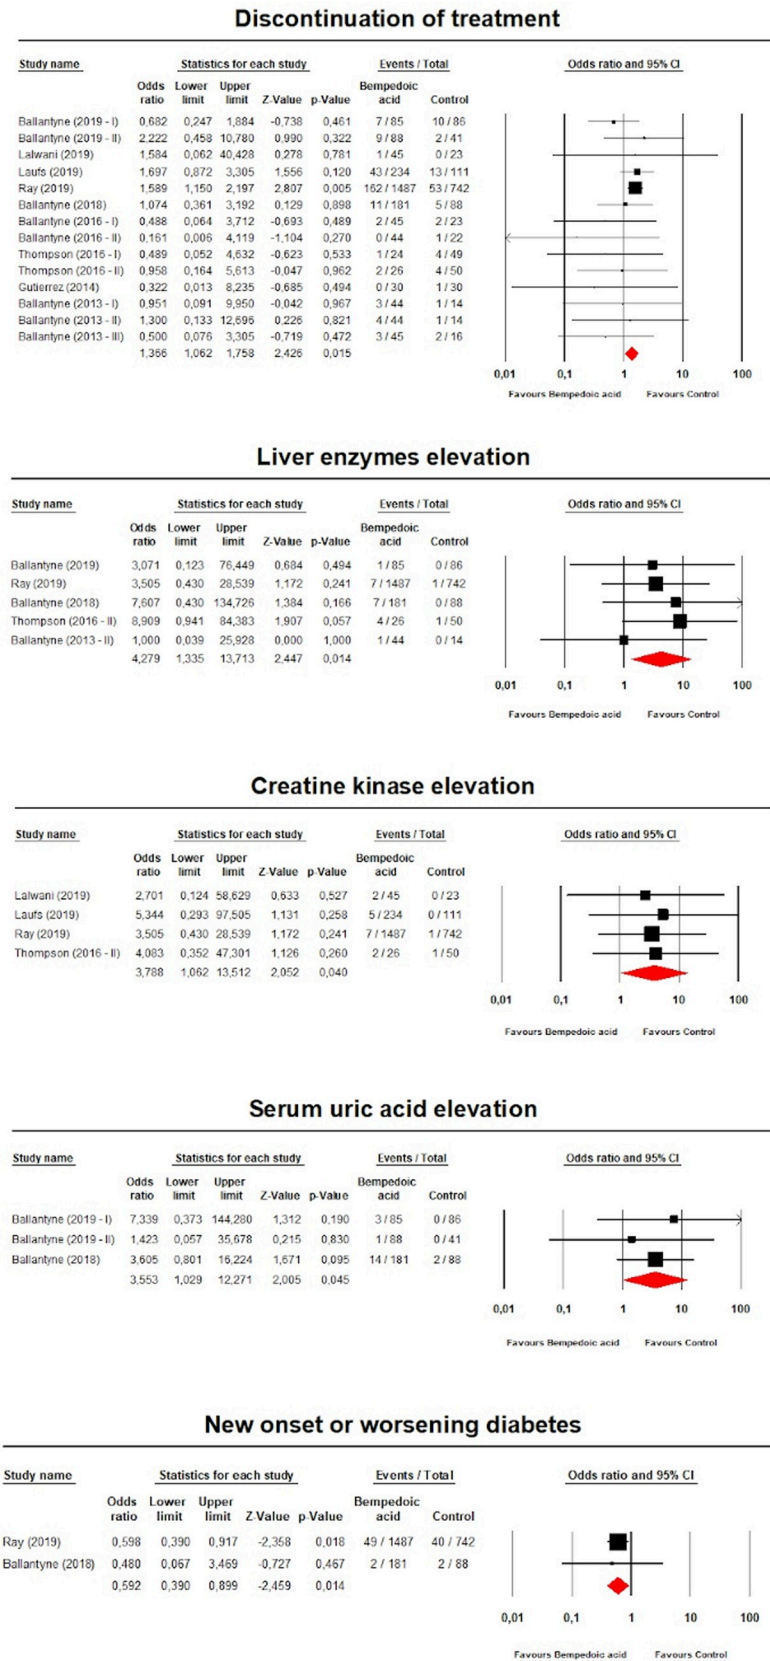 Discontinuation of treatment
Study name Statistics for each study Events / Total Odds ratio and 95% CI
Odds Lower Upper Bempedoic
ratio limit limit Z-Value p-Value acid Control
Ballantyne (2019 - I) 0,682 0,247 1,884 -0,738 0,461 7 / 85 10 / 86
Ballantyne (2019 - II) 2,222 0,458 10,780 0,990 0,322 9 / 88 2 / 41
Lalwani (2019) 1,584 0,062 40,428 0,278 0,781 1 / 45 0 / 23
Laufs (2019) 1,697 0,872 3,305 1,556 0,120 43 / 234 13 / 111
Ray (2019) 1,589 1,150 2,197 2,807 0,005 162 / 1487 53 / 742
Ballantyne (2018) 1,074 0,361 3,192 0,129 0,898 11 / 181 5 / 88
Ballantyne (2016 - I) 0,488 0,064 3,712 -0,693 0,489 2 / 45 2 / 23
Ballantyne (2016 - II) 0,161 0,006 4,119 -1,104 0,270 0 / 44 1 / 22
Thompson (2016 - I) 0,489 0,052 4,632 -0,623 0,533 1 / 24 4 / 49
Thompson (2016 - II) 0,958 0,164 5,613 -0,047 0,962 2 / 26 4 / 50
Gutierrez (2014) 0,322 0,013 8,235 -0,685 0,494 0 / 30 1 / 30
Ballantyne (2013 - I) 0,951 0,091 9,950 -0,042 0,967 3 / 44 1 / 14
Ballantyne (2013 - II) 1,300 0,133 12,696 0,226 0,821 4 / 44 1 / 14
Ballantyne (2013 - III) 0,500 0,076 3,305 -0,719 0,472 3 / 45 2 / 16
1,366 1,062 1,758 2,426 0,015
0,01 0,1 1 10 100
Favours Bempedoic acid Favours Control
Liver enzymes elevation
Study name Statistics for each study Events / Total Odds ratio and 95% CI
Odds Lower Upper Bempedoic
ratio limit limit Z-Value p-Value acid Control
Ballantyne (2019) 3,071 0,123 76,449 0,684 0,494 1 / 85 0 / 86
Ray (2019) 3,505 0,430 28,539 1,172 0,241 7 / 1487 1 / 742
Ballantyne (2018) 7,607 0,430 134,726 1,384 0,166 7 / 181 0 / 88
Thompson (2016 - II) 8,909 0,941 84,383 1,907 0,057 4 / 26 1 / 50
Ballantyne (2013 - II) 1,000 0,039 25,928 0,000 1,000 1 / 44 0 / 14
4,279 1,335 13,713 2,447 0,014
0,01 0,1 1 10 100
Favours Bempedoic acid Favours Control
Creatine kinase elevation
Study name Statistics for each study Events / Total Odds ratio and 95% CI
Odds Lower Upper Bempedoic
ratio limit limit Z-Value p-Value acid Control
Lalwani (2019) 2,701 0,124 58,629 0,633 0,527 2 / 45 0 / 23
Laufs (2019) 5,344 0,293 97,505 1,131 0,258 5 / 234 0 / 111
Ray (2019) 3,505 0,430 28,539 1,172 0,241 7 / 1487 1 / 742
Thompson (2016 - II) 4,083 0,352 47,301 1,126 0,260 2 / 26 1 / 50
3,788 1,062 13,512 2,052 0,040
0,01 0,1 1 10 100
Favours Bempedoic acid Favours Control
Serum uric acid elevation
Study name Statistics for each study Events / Total Odds ratio and 95% CI
Odds Lower Upper Bempedoic
ratio limit limit Z-Value p-Value acid Control
Ballantyne (2019 - I) 7,339 0,373 144,280 1,312 0,190 3 / 85 0 / 86
Ballantyne (2019 - II) 1,423 0,057 35,678 0,215 0,830 1 / 88 0 / 41
Ballantyne (2018) 3,605 0,801 16,224 1,671 0,095 14 / 181 2 / 88
3,553 1,029 12,271 2,005 0,045
0,01 0,1 1 10 100
Favours Bempedoic acid Favours Control
New onset or worsening diabetes
Study name Statistics for each study Events / Total Odds ratio and 95% CI
Odds Lower Upper Bempedoic
ratio limit limit Z-Value p-Value acid Control
Ray (2019) 0,598 0,390 0,917 -2,358 0,018 49 / 1487 40 / 742
Ballantyne (2018) 0,480 0,067 3,469 -0,727 0,467 2 / 181 2 / 88
0,592 0,390 0,899 -2,459 0,014
0,01 0,1 1 10 100
Favours Bempedoic acid Favours Control